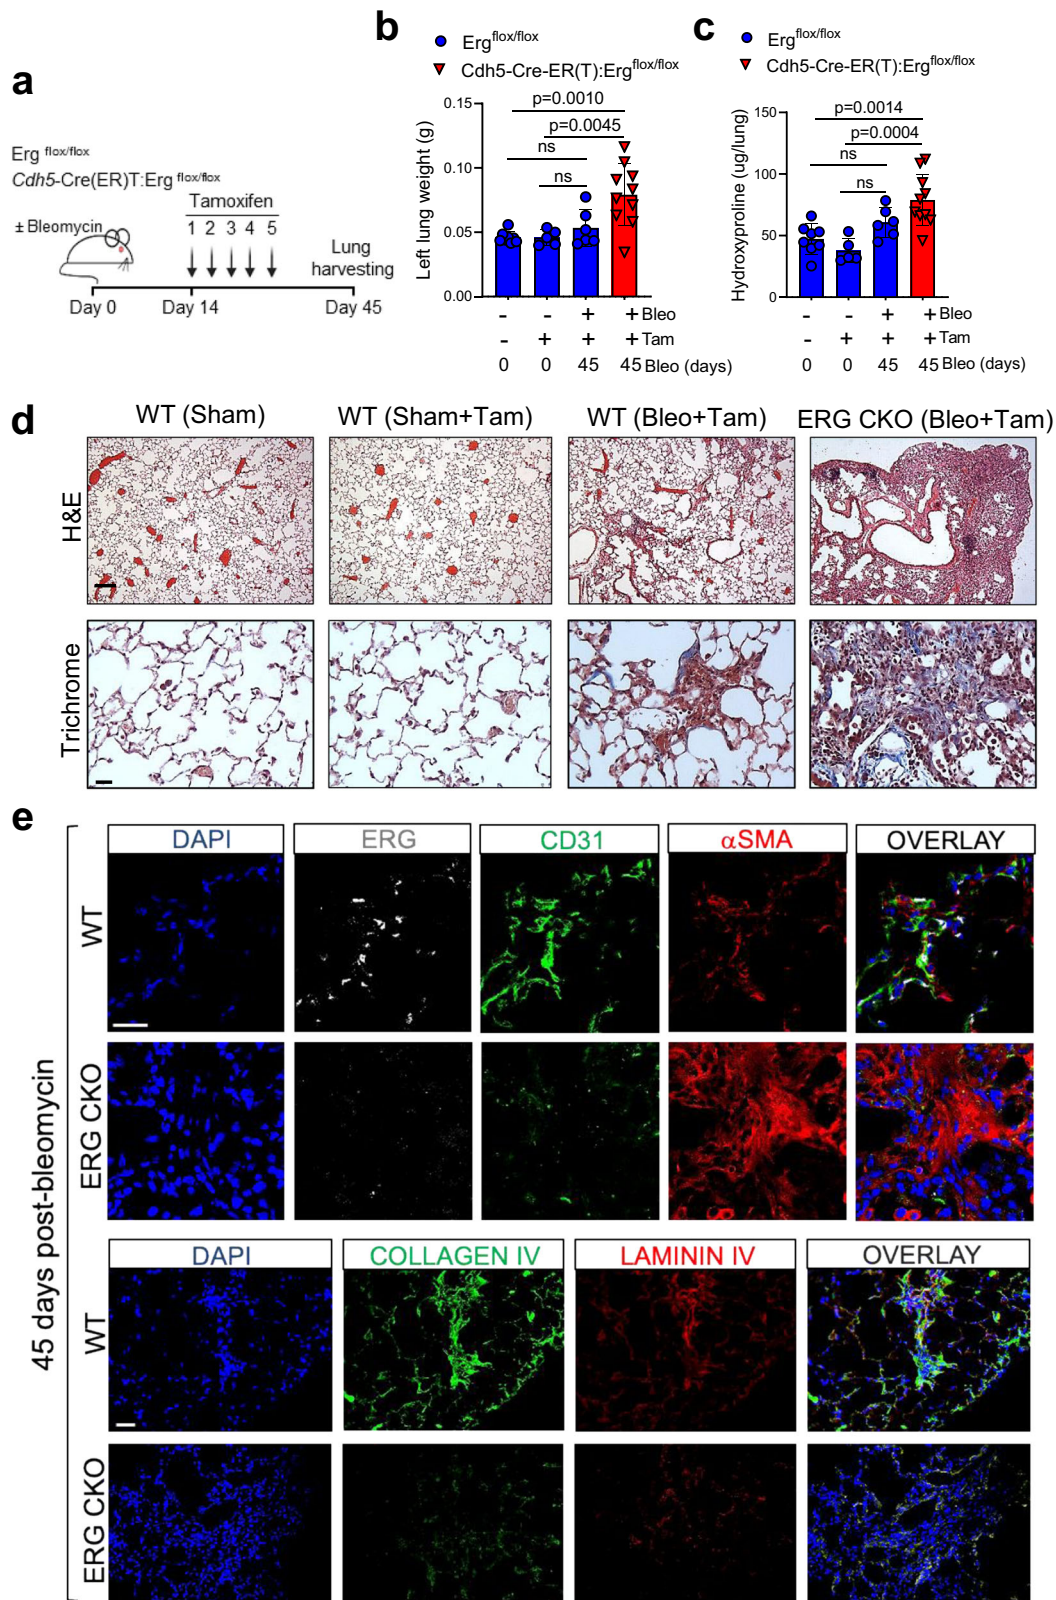 a
Erg flox/flox
Cdh5-Cre(ER)T:Erg flox/flox
± Bleomycin
Tamoxifen
1 2 3 4 5
Lung
harvesting
Day 0 Day 14 Day 45
b
Erg flox/flox
Cdh5-Cre-ER(T):Erg flox/flox
Left lung weight (g)
0.15
0.10
0.05
0.00
p=0.0010
p=0.0045
ns
ns
- - + + Bleo
- + + + Tam
0 0 45 45 Bleo (days)
c
Erg flox/flox
Cdh5-Cre-ER(T):Erg flox/flox
Hydroxyproline (ug/lung)
150
100
50
0
p=0.0014
p=0.0004
ns
ns
- - + + Bleo
- + + + Tam
0 0 45 45 Bleo (days)
d
WT (Sham) WT (Sham+Tam) WT (Bleo+Tam) ERG CKO (Bleo+Tam)
H&E
Trichrome
e
45 days post-bleomycin
DAPI ERG CD31 αSMA OVERLAY
WT
ERG CKO
DAPI COLLAGEN IV LAMININ IV OVERLAY
WT
ERG CKO